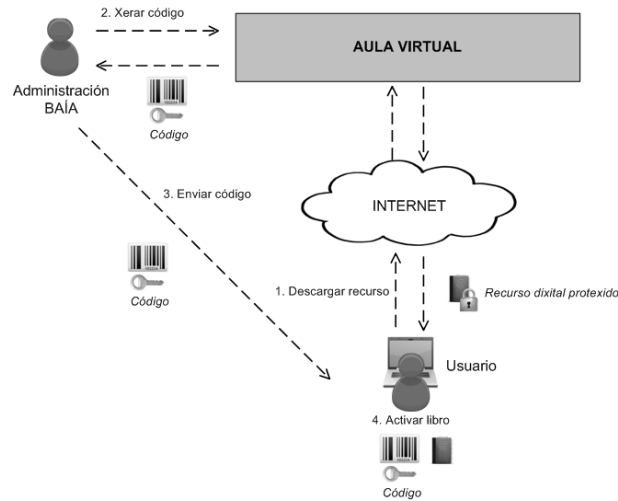 2. Xerar código
AULA VIRTUAL
Administración
BAÍA
Código
3. Enviar código
INTERNET
Código
1. Descargar recurso
Recurso dixital protexido
Usuario
4. Activar libro
Código